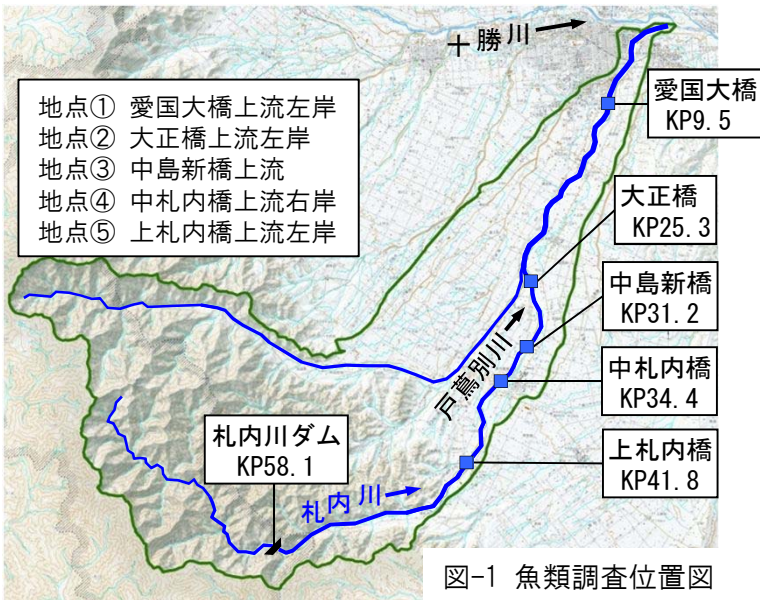 十勝川
地点① 愛国大橋上流左岸
地点② 大正橋上流左岸
地点③ 中島新橋上流
地点④ 中札内橋上流右岸
地点⑤ 上札内橋上流左岸
愛国大橋
KP9.5
大正橋
KP25.3
中島新橋
KP31.2
戸蔦別川
中札内橋
KP34.4
札内川ダム
KP58.1
上札内橋
KP41.8
札内川
図-1 魚類調査位置図